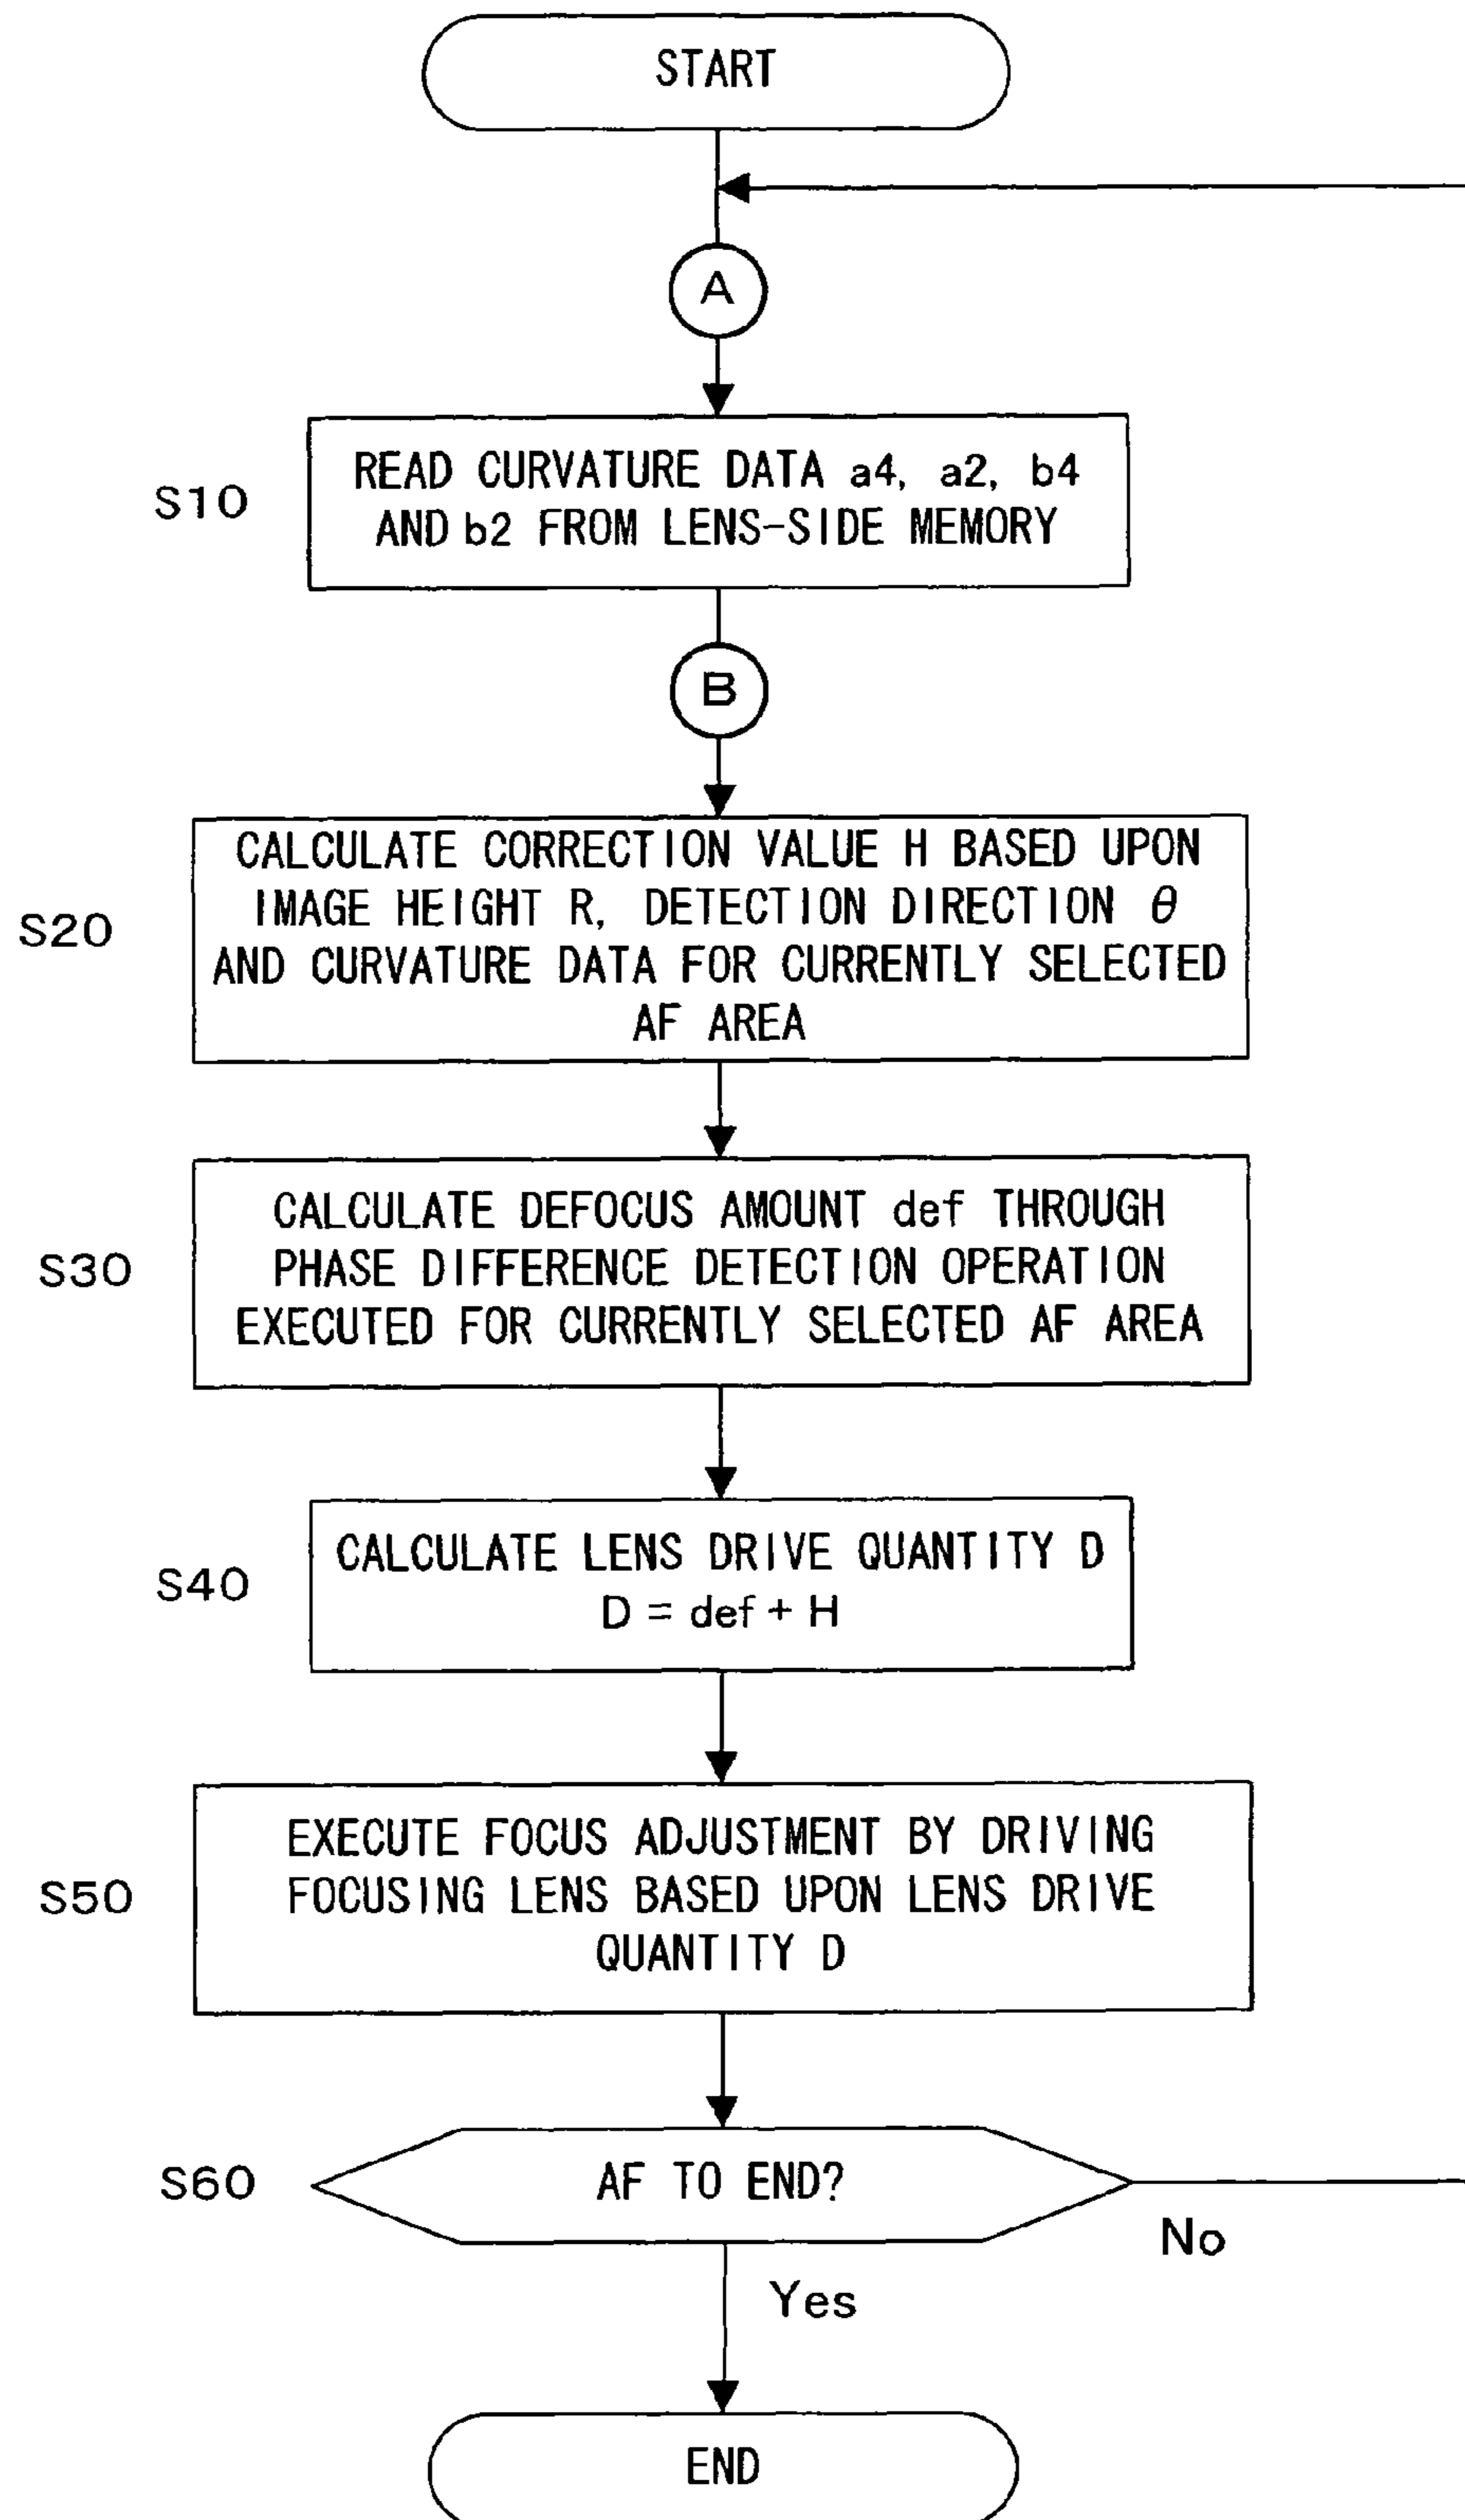 START
A
S10
READ CURVATURE DATA a4, a2, b4
AND b2 FROM LENS-SIDE MEMORY
B
S20
CALCULATE CORRECTION VALUE H BASED UPON
IMAGE HEIGHT R, DETECTION DIRECTION θ
AND CURVATURE DATA FOR CURRENTLY SELECTED
AF AREA
S30
CALCULATE DEFOCUS AMOUNT def THROUGH
PHASE DIFFERENCE DETECTION OPERATION
EXECUTED FOR CURRENTLY SELECTED AF AREA
S40
CALCULATE LENS DRIVE QUANTITY D
D = def + H
S50
EXECUTE FOCUS ADJUSTMENT BY DRIVING
FOCUSING LENS BASED UPON LENS DRIVE
QUANTITY D
S60
AF TO END?
No
Yes
END